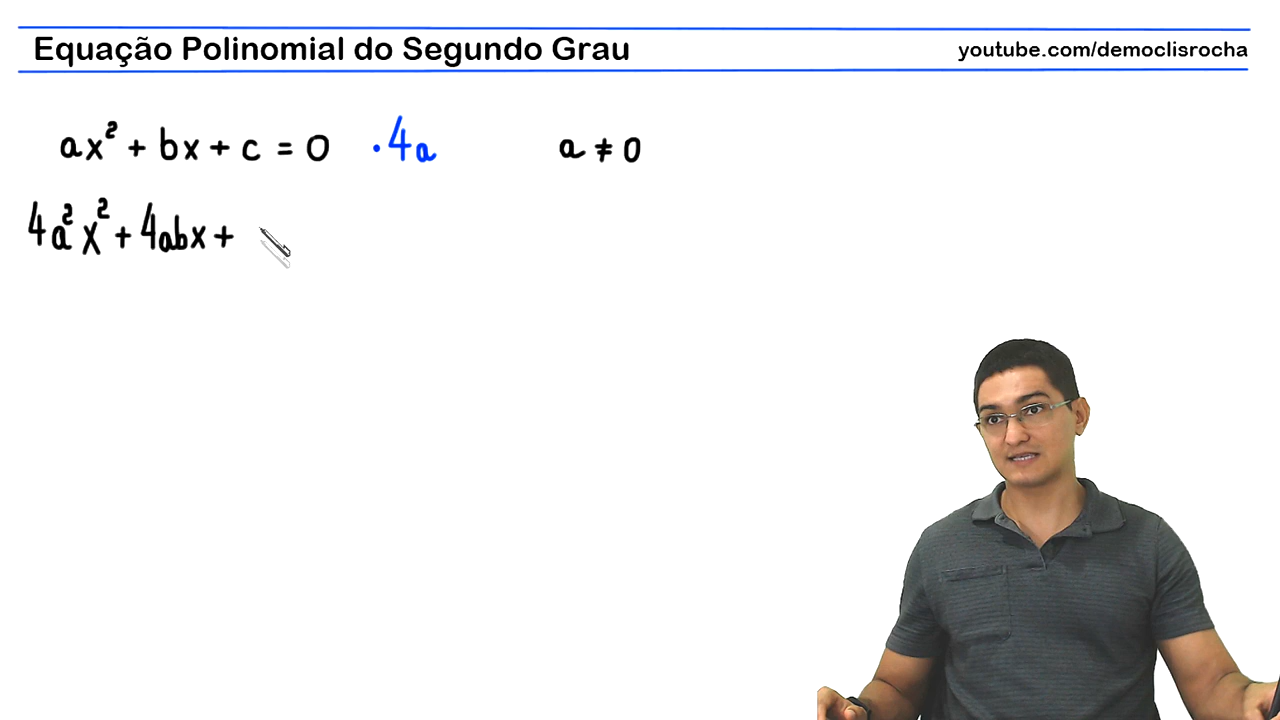 Equação Polinomial do Segundo Grau
youtube.com/democlisrocha
ax² + bx + c = 0 · 4a a ≠ 0
4a²x² + 4abx +